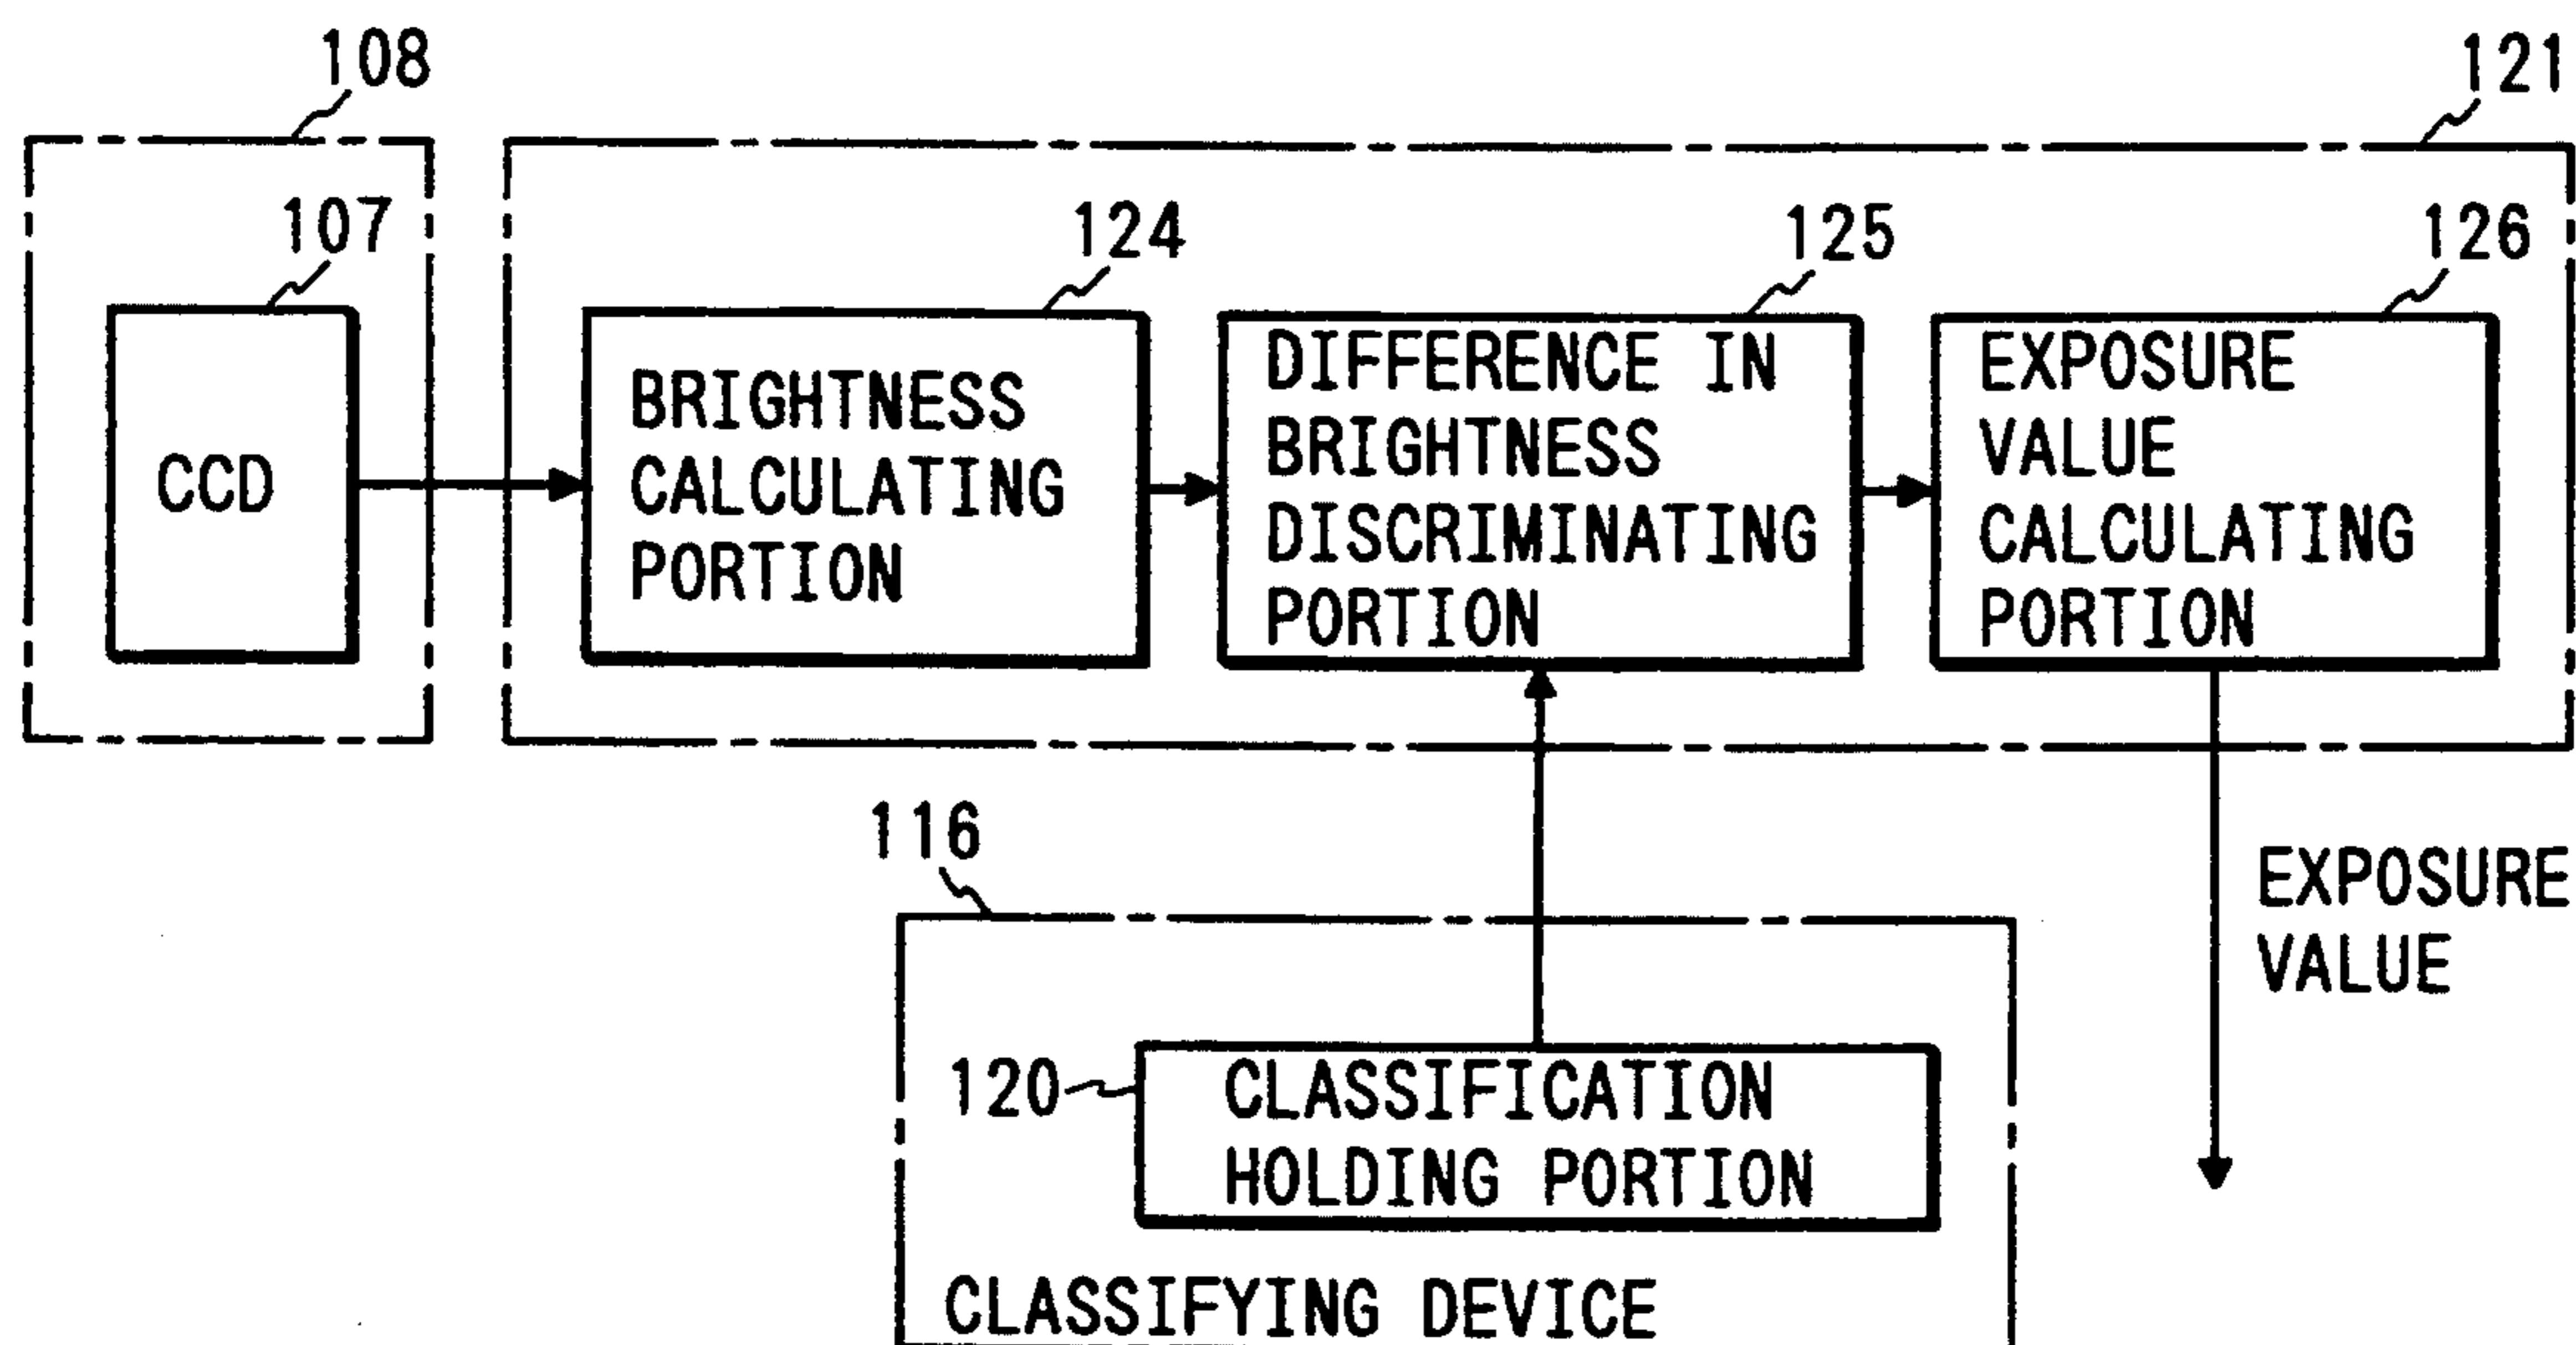 108
121
107
124
125
126
CCD
BRIGHTNESS
CALCULATING
PORTION
DIFFERENCE IN
BRIGHTNESS
DISCRIMINATING
PORTION
EXPOSURE
VALUE
CALCULATING
PORTION
116
EXPOSURE
VALUE
120
CLASSIFICATION
HOLDING PORTION
CLASSIFYING DEVICE